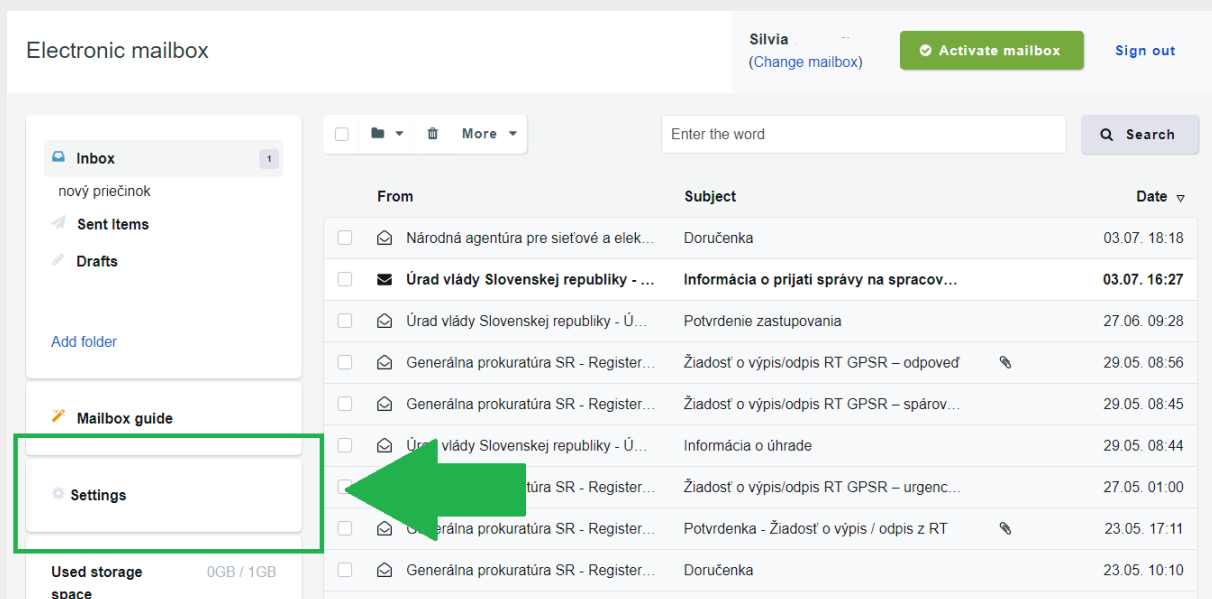 Electronic mailbox
Silvia
(Change mailbox)
Activate mailbox
Sign out
Inbox 1
nový priečinok
Sent Items
Drafts
Add folder
Mailbox guide
Settings
Used storage 0GB / 1GB
space
More
Enter the word
Search
From Subject Date
Národná agentúra pre sieťové a elek... Doručenka 03.07. 18:18
Úrad vlády Slovenskej republiky - ... Informácia o prijatí správy na spracov... 03.07. 16:27
Úrad vlády Slovenskej republiky - Ú... Potvrdenie zastupovania 27.06. 09:28
Generálna prokuratúra SR - Register... Žiadosť o výpis/odpis RT GPSR – odpoveď 29.05. 08:56
Generálna prokuratúra SR - Register... Žiadosť o výpis/odpis RT GPSR – spárov... 29.05. 08:45
vlády Slovenskej republiky - Ú... Informácia o úhrade 29.05. 08:44
SR - Register... Žiadosť o výpis/odpis RT GPSR – urgenc... 27.05. 01:00
prokuratúra SR - Register... Potvrdenka - Žiadosť o výpis / odpis z RT 23.05. 17:11
Generálna prokuratúra SR - Register... Doručenka 23.05. 10:10